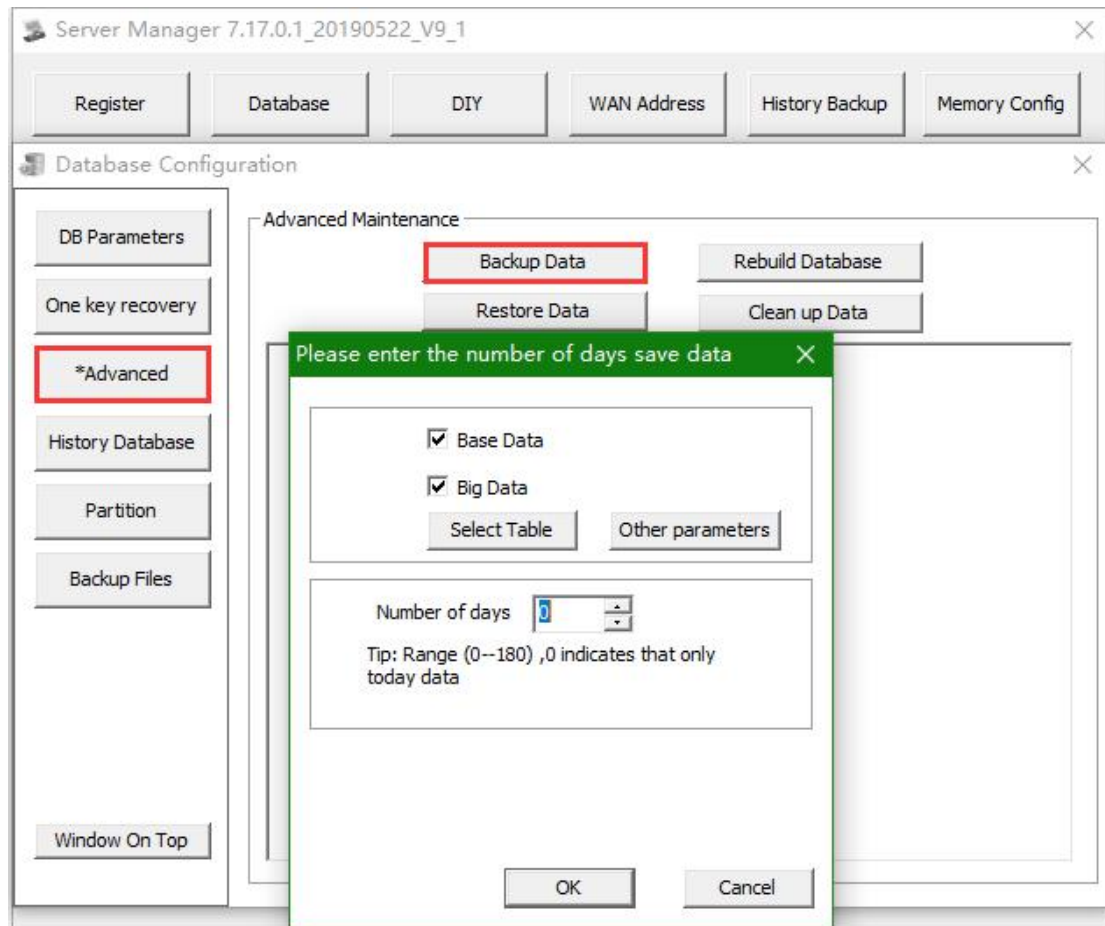 Server Manager 7.17.0.1_20190522_V9_1
Register
Database
DIY
WAN Address
History Backup
Memory Config
Database Configuration
DB Parameters
One key recovery
*Advanced
History Database
Partition
Backup Files
Window On Top
Advanced Maintenance
Backup Data
Rebuild Database
Restore Data
Clean up Data
Please enter the number of days save data
Base Data
Big Data
Select Table
Other parameters
Number of days
0
Tip: Range (0--180) ,0 indicates that only
today data
OK
Cancel